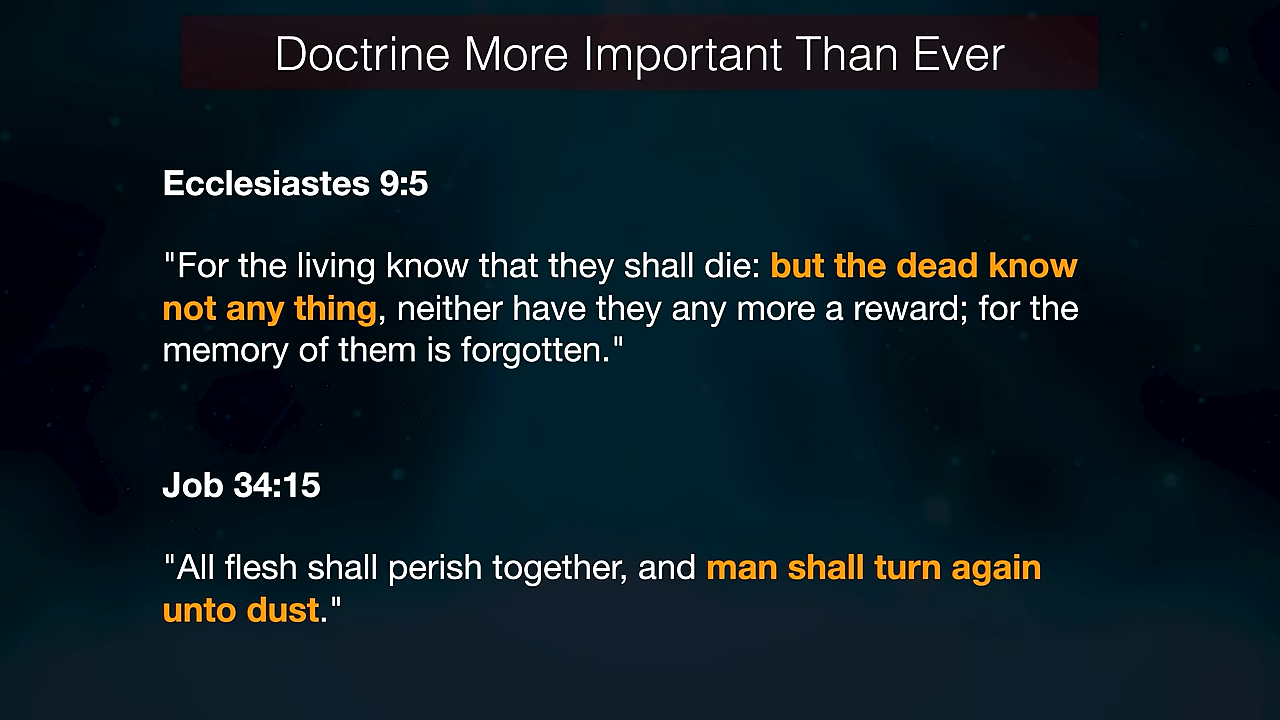 Doctrine More Important Than Ever
Ecclesiastes 9:5
"For the living know that they shall die: but the dead know
not any thing, neither have they any more a reward; for the
memory of them is forgotten."
Job 34:15
"All flesh shall perish together, and man shall turn again
unto dust."